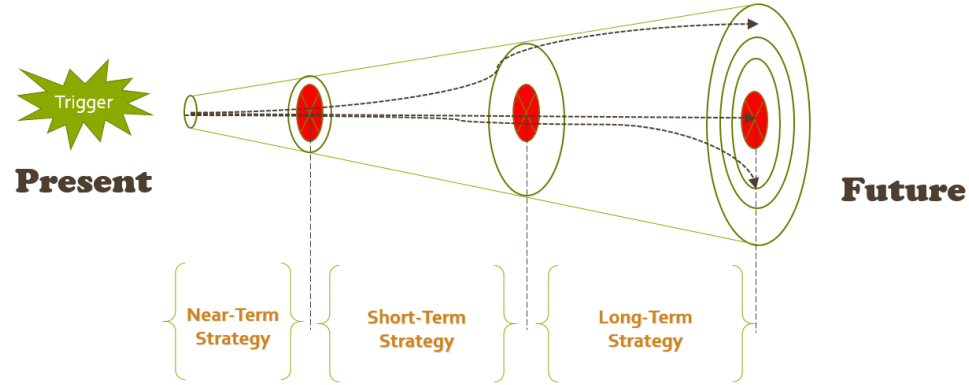 Trigger
Present
Future
Near-Term
Strategy
Short-Term
Strategy
Long-Term
Strategy